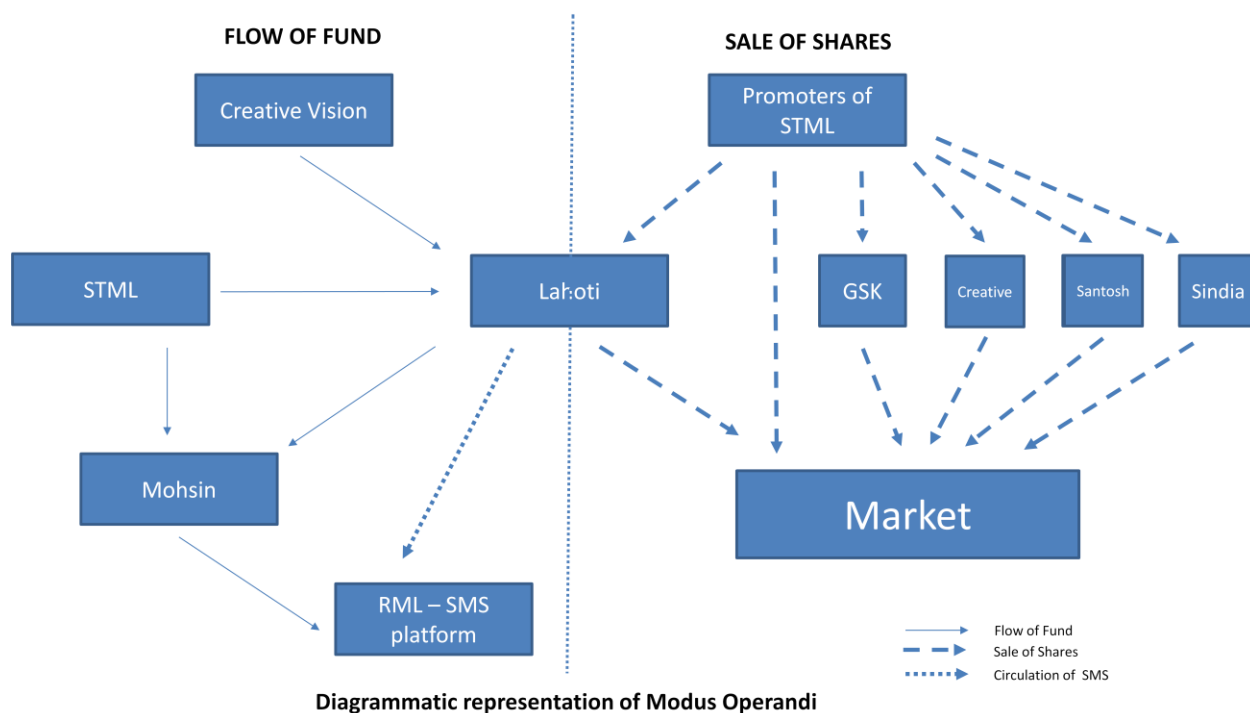 FLOW OF FUND
SALE OF SHARES
Creative Vision
Promoters of
STML
STML
Lahoti
GSK
Creative
Santosh
Sindia
Mohsin
Market
RML – SMS
platform
Flow of Fund
Sale of Shares
Circulation of SMS
Diagrammatic representation of Modus Operandi